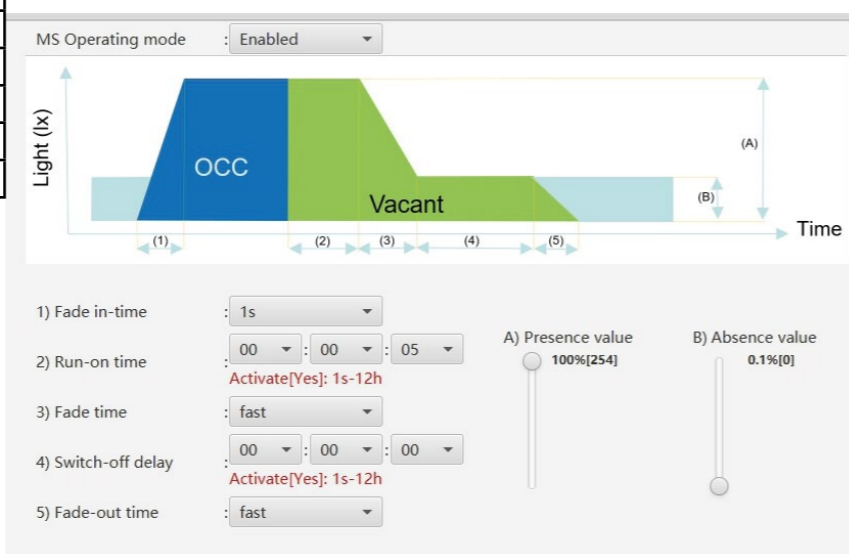 MS Operating mode : Enabled
Light (lx)
OCC
Vacant
(A)
(B)
Time
(1) (2) (3) (4) (5)
1) Fade in-time : 1s
2) Run-on time : 00 : 00 : 05
Activate[Yes]: 1s-12h
3) Fade time : fast
4) Switch-off delay : 00 : 00 : 00
Activate[Yes]: 1s-12h
5) Fade-out time : fast
A) Presence value
100%[254]
B) Absence value
0.1%[0]